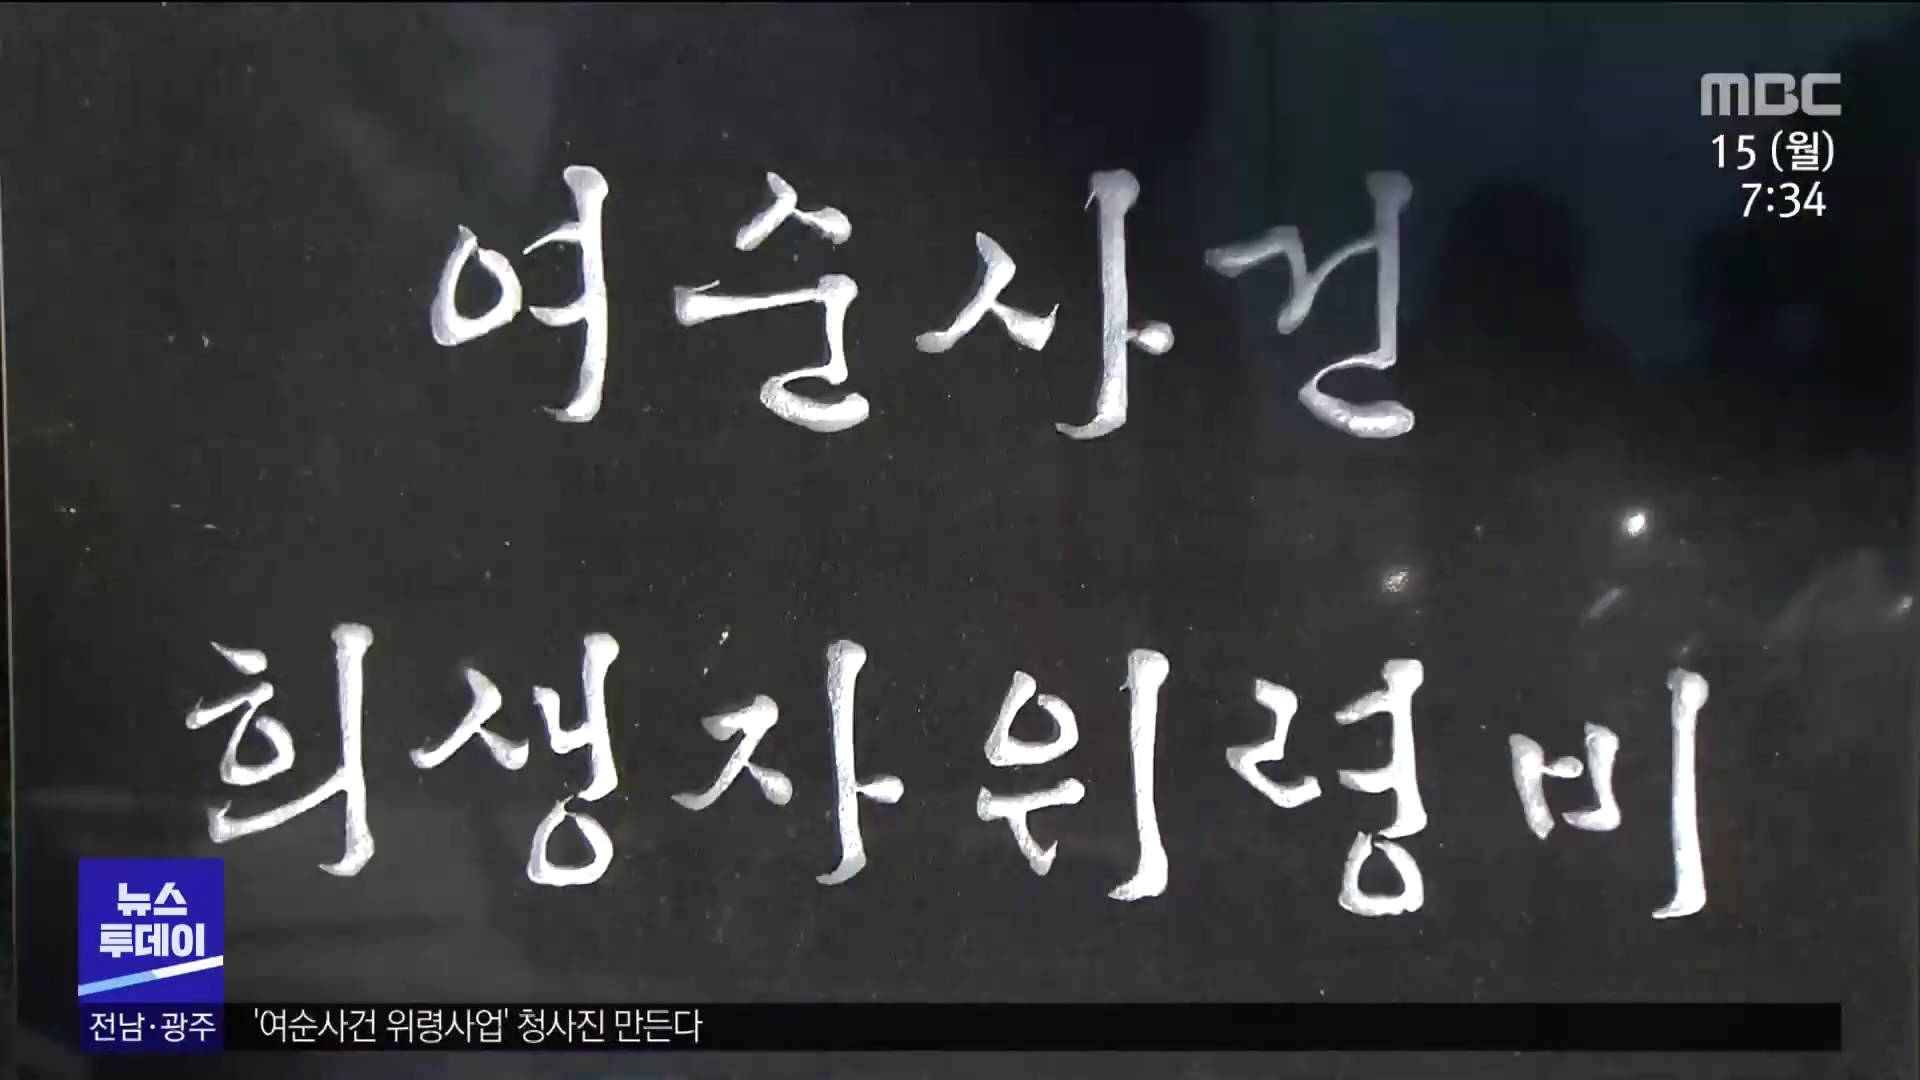 MBC
15 (월)
7:34
여순사건
희생자위령비
뉴스
투데이
전남·광주
'여순사건 위령사업' 청사진 만든다